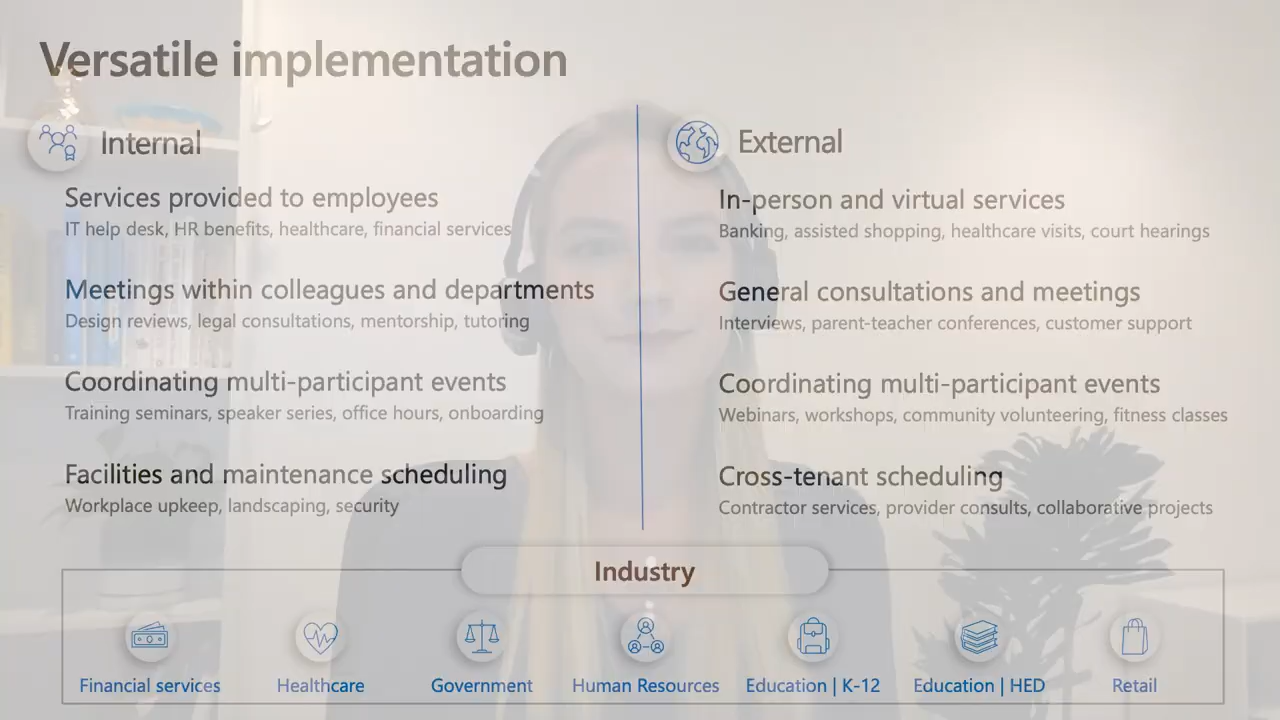 Versatile implementation
Internal
Services provided to employees
IT help desk, HR benefits, healthcare, financial services
Meetings within colleagues and departments
Design reviews, legal consultations, mentorship, tutoring
Coordinating multi-participant events
Training seminars, speaker series, office hours, onboarding
Facilities and maintenance scheduling
Workplace upkeep, landscaping, security
External
In-person and virtual services
Banking, assisted shopping, healthcare visits, court hearings
General consultations and meetings
Interviews, parent-teacher conferences, customer support
Coordinating multi-participant events
Webinars, workshops, community volunteering, fitness classes
Cross-tenant scheduling
Contractor services, provider consults, collaborative projects
Industry
Financial services
Healthcare
Government
Human Resources
Education | K-12
Education | HED
Retail